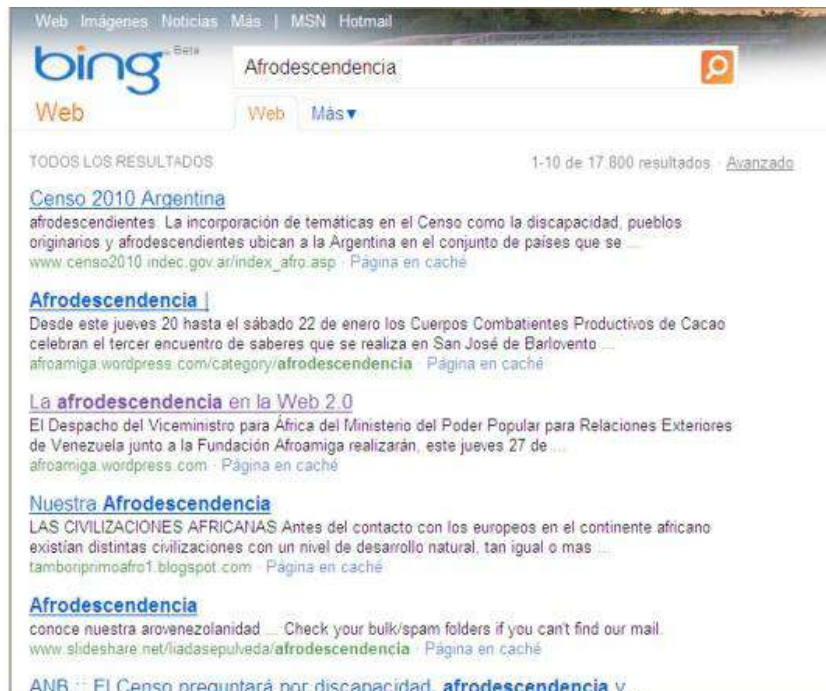 Web Imágenes Noticias Más | MSN Hotmail
bing Beta
Afrodescendencia
Web
Web Más▼
TODOS LOS RESULTADOS
1-10 de 17.800 resultados · Avanzado
Censo 2010 Argentina
afrodescendientes. La incorporación de temáticas en el Censo como la discapacidad, pueblos
originarios y afrodescendientes ubican a la Argentina en el conjunto de países que se ...
www.censo2010.indec.gov.ar/index_afro.asp · Página en caché
Afrodescendencia |
Desde este jueves 20 hasta el sábado 22 de enero los Cuerpos Combatientes Productivos de Cacao
celebran el tercer encuentro de saberes que se realiza en San José de Barlovento ...
afroamiga.wordpress.com/category/afrodescendencia · Página en caché
La afrodescendencia en la Web 2.0
El Despacho del Viceministro para África del Ministerio del Poder Popular para Relaciones Exteriores
de Venezuela junto a la Fundación Afroamiga realizarán, este jueves 27 de ...
afroamiga.wordpress.com · Página en caché
Nuestra Afrodescendencia
LAS CIVILIZACIONES AFRICANAS Antes del contacto con los europeos en el continente africano
existían distintas civilizaciones con un nivel de desarrollo natural, tan igual o mas ...
tamboriprimoafro1.blogspot.com · Página en caché
Afrodescendencia
conoce nuestra arovenezolanidad ... Check your bulk/spam folders if you can't find our mail.
www.slideshare.net/liadasepulveda/afrodescendencia · Página en caché
ANB :: El Censo preguntará por discapacidad, afrodescendencia y ...